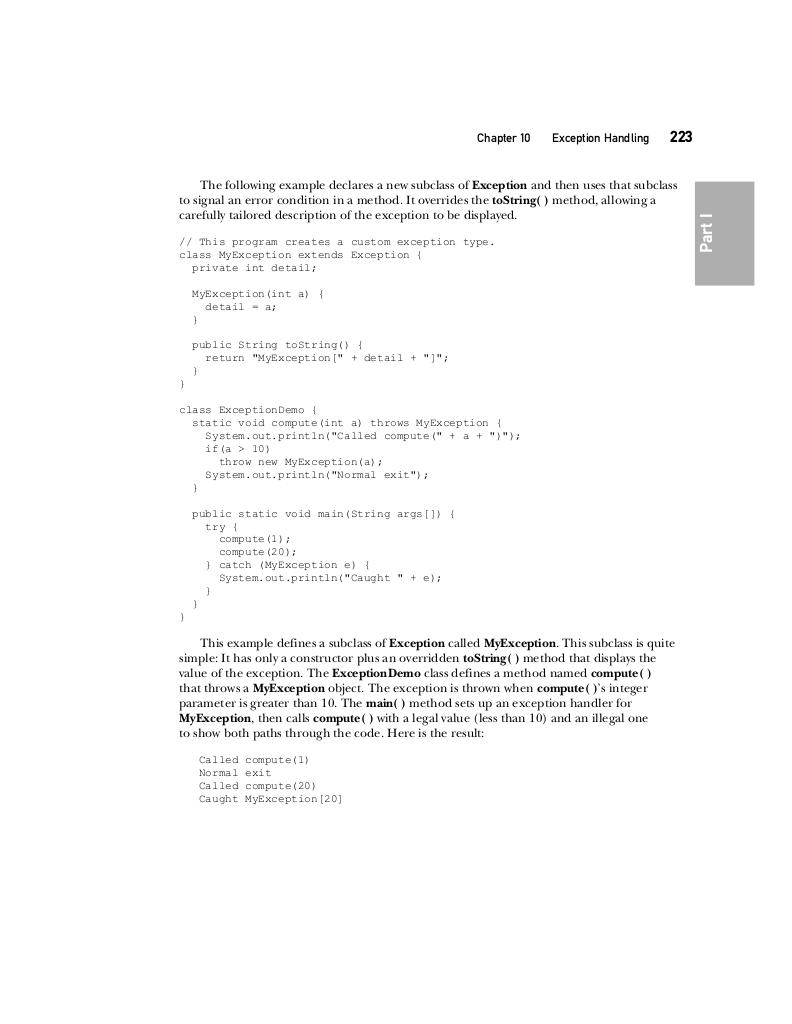 Chapter 10 Exception Handling 223
Part I
The following example declares a new subclass of Exception and then uses that subclass
to signal an error condition in a method. It overrides the toString( ) method, allowing a
carefully tailored description of the exception to be displayed.
// This program creates a custom exception type.
class MyException extends Exception {
  private int detail;

  MyException(int a) {
    detail = a;
  }

  public String toString() {
    return "MyException[" + detail + "]";
  }
}

class ExceptionDemo {
  static void compute(int a) throws MyException {
    System.out.println("Called compute(" + a + ")");
    if(a > 10)
      throw new MyException(a);
    System.out.println("Normal exit");
  }

  public static void main(String args[]) {
    try {
      compute(1);
      compute(20);
    } catch (MyException e) {
      System.out.println("Caught " + e);
    }
  }
}
This example defines a subclass of Exception called MyException. This subclass is quite
simple: It has only a constructor plus an overridden toString( ) method that displays the
value of the exception. The ExceptionDemo class defines a method named compute( )
that throws a MyException object. The exception is thrown when compute( )'s integer
parameter is greater than 10. The main( ) method sets up an exception handler for
MyException, then calls compute( ) with a legal value (less than 10) and an illegal one
to show both paths through the code. Here is the result:
Called compute(1)
Normal exit
Called compute(20)
Caught MyException[20]